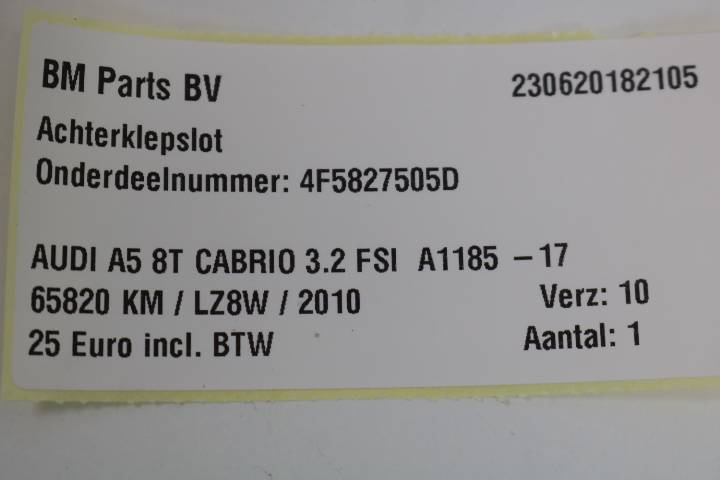 BM Parts BV 230620182105
Achterklepslot
Onderdeelnummer: 4F5827505D
AUDI A5 8T CABRIO 3.2 FSI A1185 – 17
65820 KM / LZ8W / 2010 Verz: 10
25 Euro incl. BTW Aantal: 1